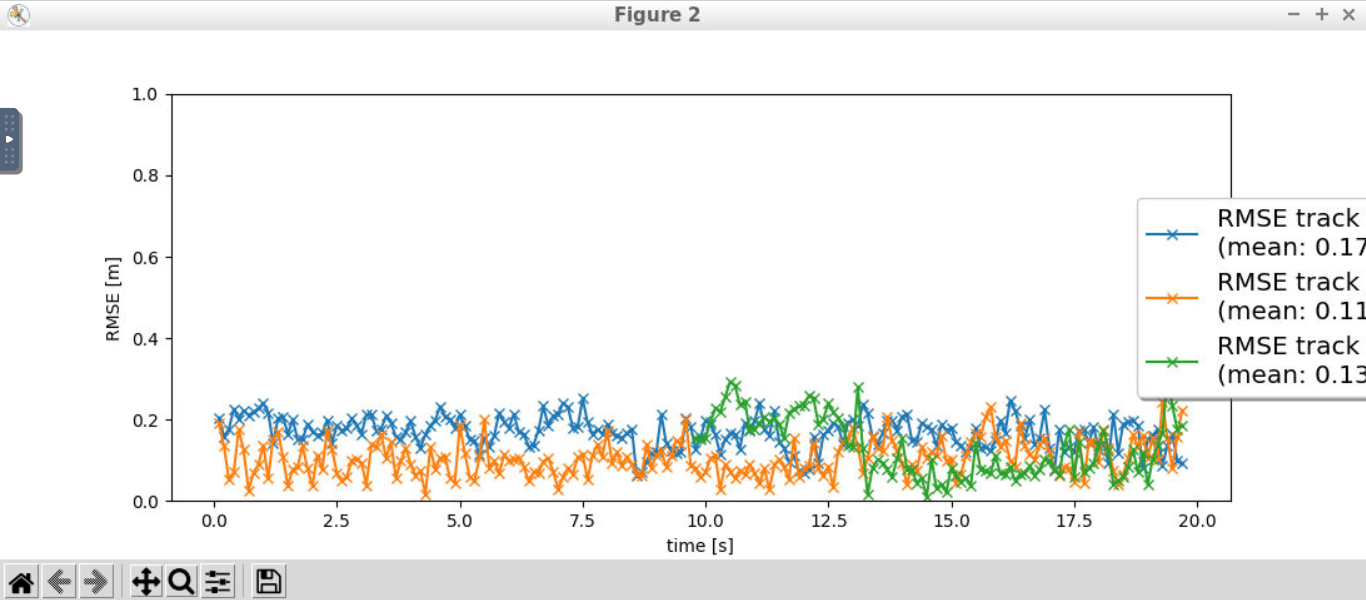 Figure 2
1.0
0.8
0.6
0.4
0.2
0.0
RMSE [m]
RMSE track
(mean: 0.17
RMSE track
(mean: 0.11
RMSE track
(mean: 0.13
0.0 2.5 5.0 7.5 10.0 12.5 15.0 17.5 20.0
time [s]